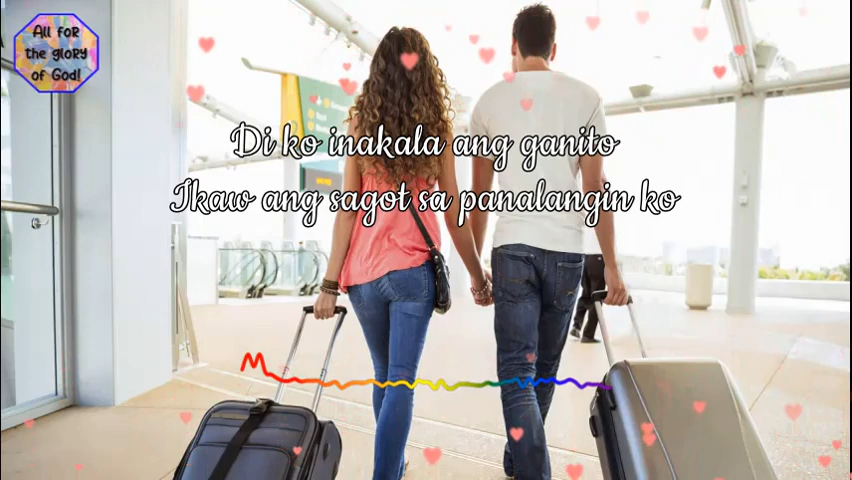 All foR
the gloRy
of God!
Di ko inakala ang ganito
Ikaw ang sagot sa panalangin ko